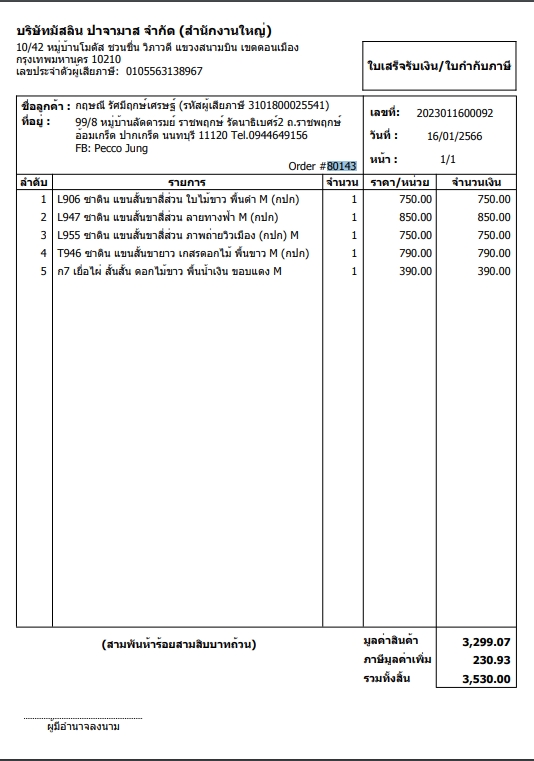 บริษัทมัสลิน ปาจามาส จำกัด (สำนักงานใหญ่)
10/42 หมู่บ้านโมดัส ชวนชื่น วิภาวดี แขวงสนามบิน เขตดอนเมือง
กรุงเทพมหานคร 10210
เลขประจำตัวผู้เสียภาษี: 0105563138967
ใบเสร็จรับเงิน/ใบกำกับภาษี
ชื่อลูกค้า : กฤษณี รัศมีฤกษ์เศรษฐ์ (รหัสผู้เสียภาษี 3101800025541)
ที่อยู่ : 99/8 หมู่บ้านลัดดารมย์ ราชพฤกษ์ รัตนาธิเบศร์2 ถ.ราชพฤกษ์
อ้อมเกร็ด ปากเกร็ด นนทบุรี 11120 Tel.0944649156
FB: Pecco Jung
Order #80143
เลขที่: 2023011600092
วันที่ : 16/01/2566
หน้า : 1/1
ลำดับ รายการ จำนวน ราคา/หน่วย จำนวนเงิน
1 L906 ซาติน แขนสั้นขาสี่ส่วน ใบไม้ขาว พื้นดำ M (กปก) 1 750.00 750.00
2 L947 ซาติน แขนสั้นขาสี่ส่วน ลายทางฟ้า M (กปก) 1 850.00 850.00
3 L955 ซาติน แขนสั้นขาสี่ส่วน ภาพถ่ายวิวเมือง (กปก) M 1 750.00 750.00
4 T946 ซาติน แขนสั้นขายาว เกสรดอกไม้ พื้นขาว M (กปก) 1 790.00 790.00
5 ก7 เยื่อไผ่ สั้นสั้น ดอกไม้ขาว พื้นน้ำเงิน ขอบแดง M 1 390.00 390.00
(สามพันห้าร้อยสามสิบบาทถ้วน)
มูลค่าสินค้า 3,299.07
ภาษีมูลค่าเพิ่ม 230.93
รวมทั้งสิ้น 3,530.00
ผู้มีอำนาจลงนาม